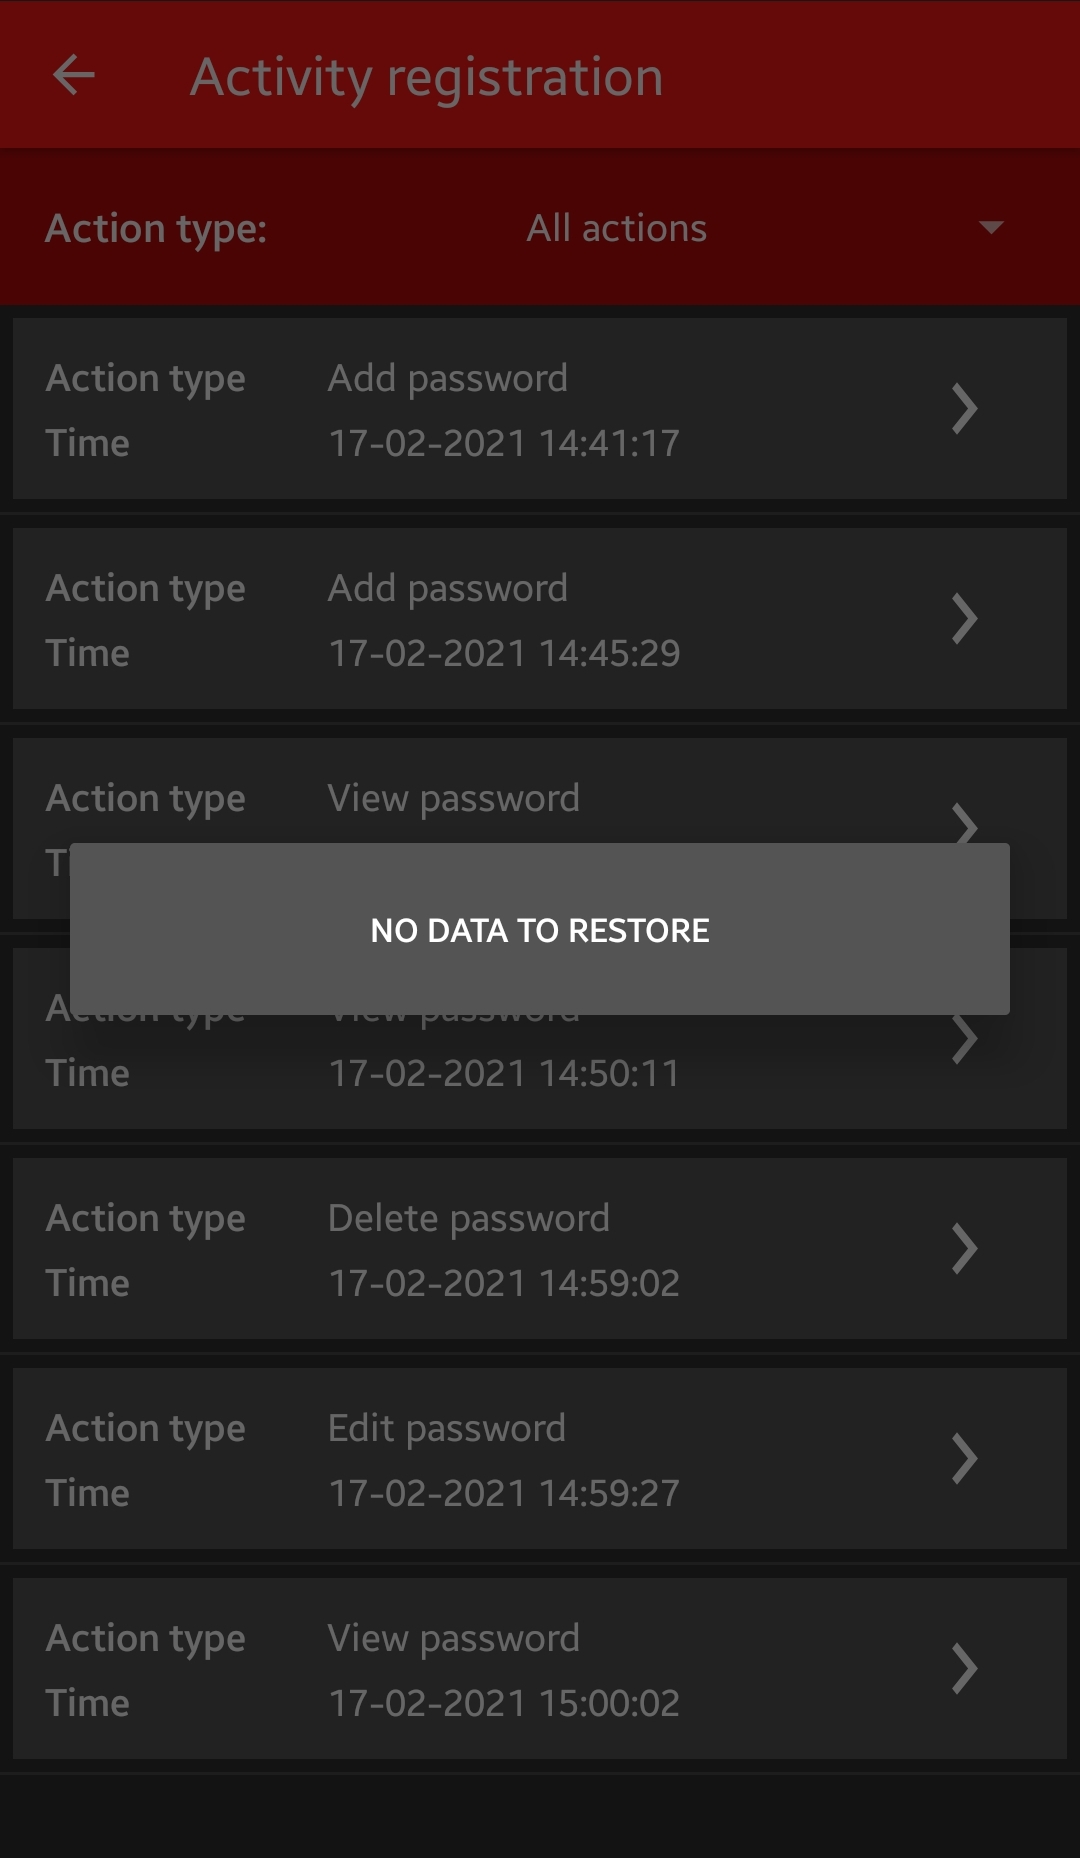 Activity registration
Action type: All actions
Action type Add password
Time 17-02-2021 14:41:17
Action type Add password
Time 17-02-2021 14:45:29
Action type View password
NO DATA TO RESTORE
Action type View password
Time 17-02-2021 14:50:11
Action type Delete password
Time 17-02-2021 14:59:02
Action type Edit password
Time 17-02-2021 14:59:27
Action type View password
Time 17-02-2021 15:00:02